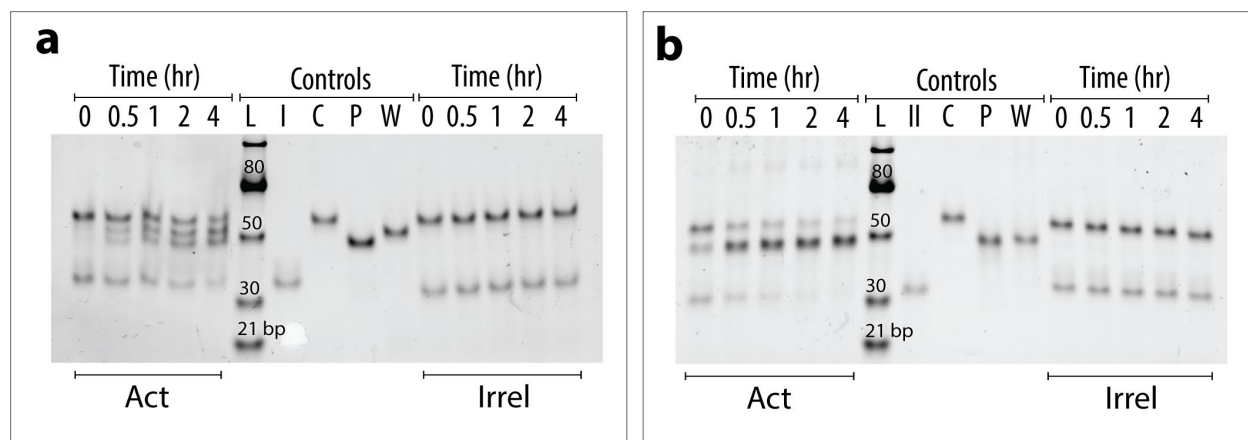 a
Time (hr) Controls Time (hr)
0 0.5 1 2 4 L I C P W 0 0.5 1 2 4
80
50
30
21 bp
Act Irrel
b
Time (hr) Controls Time (hr)
0 0.5 1 2 4 L II C P W 0 0.5 1 2 4
80
50
30
21 bp
Act Irrel